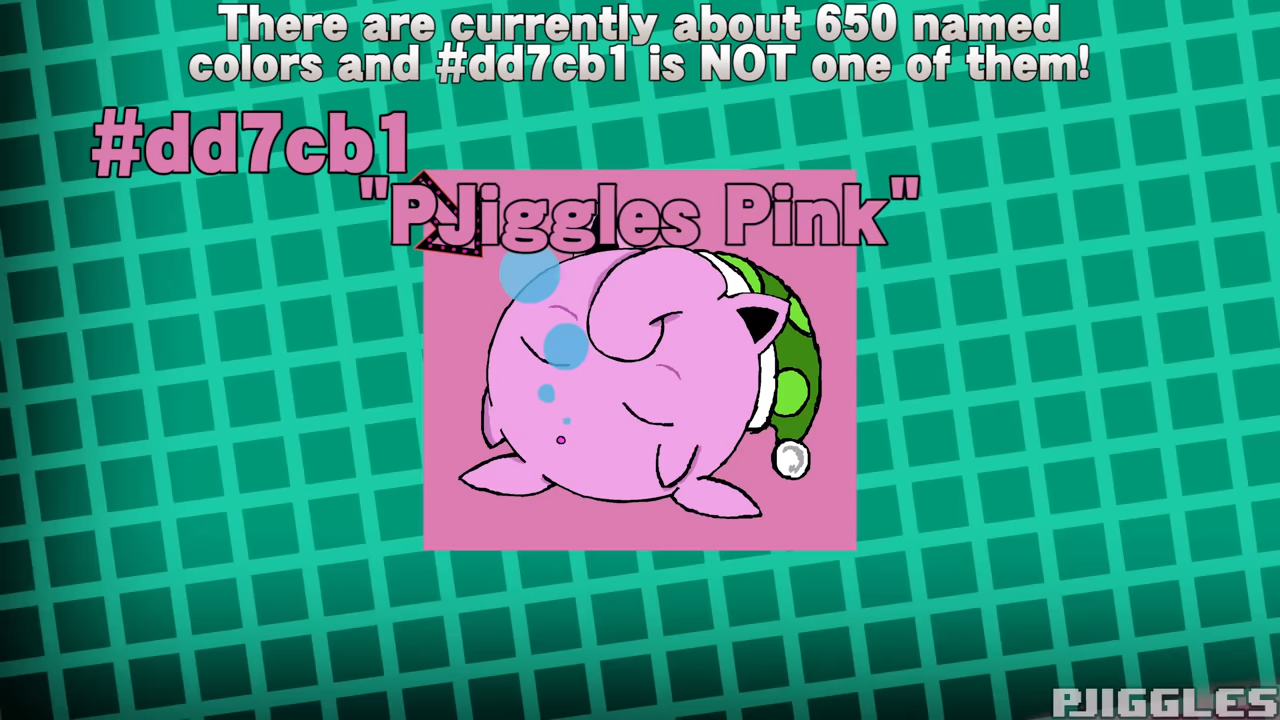 There are currently about 650 named
colors and #dd7cb1 is NOT one of them!
#dd7cb1
"PJiggles Pink"
PJIGGLES